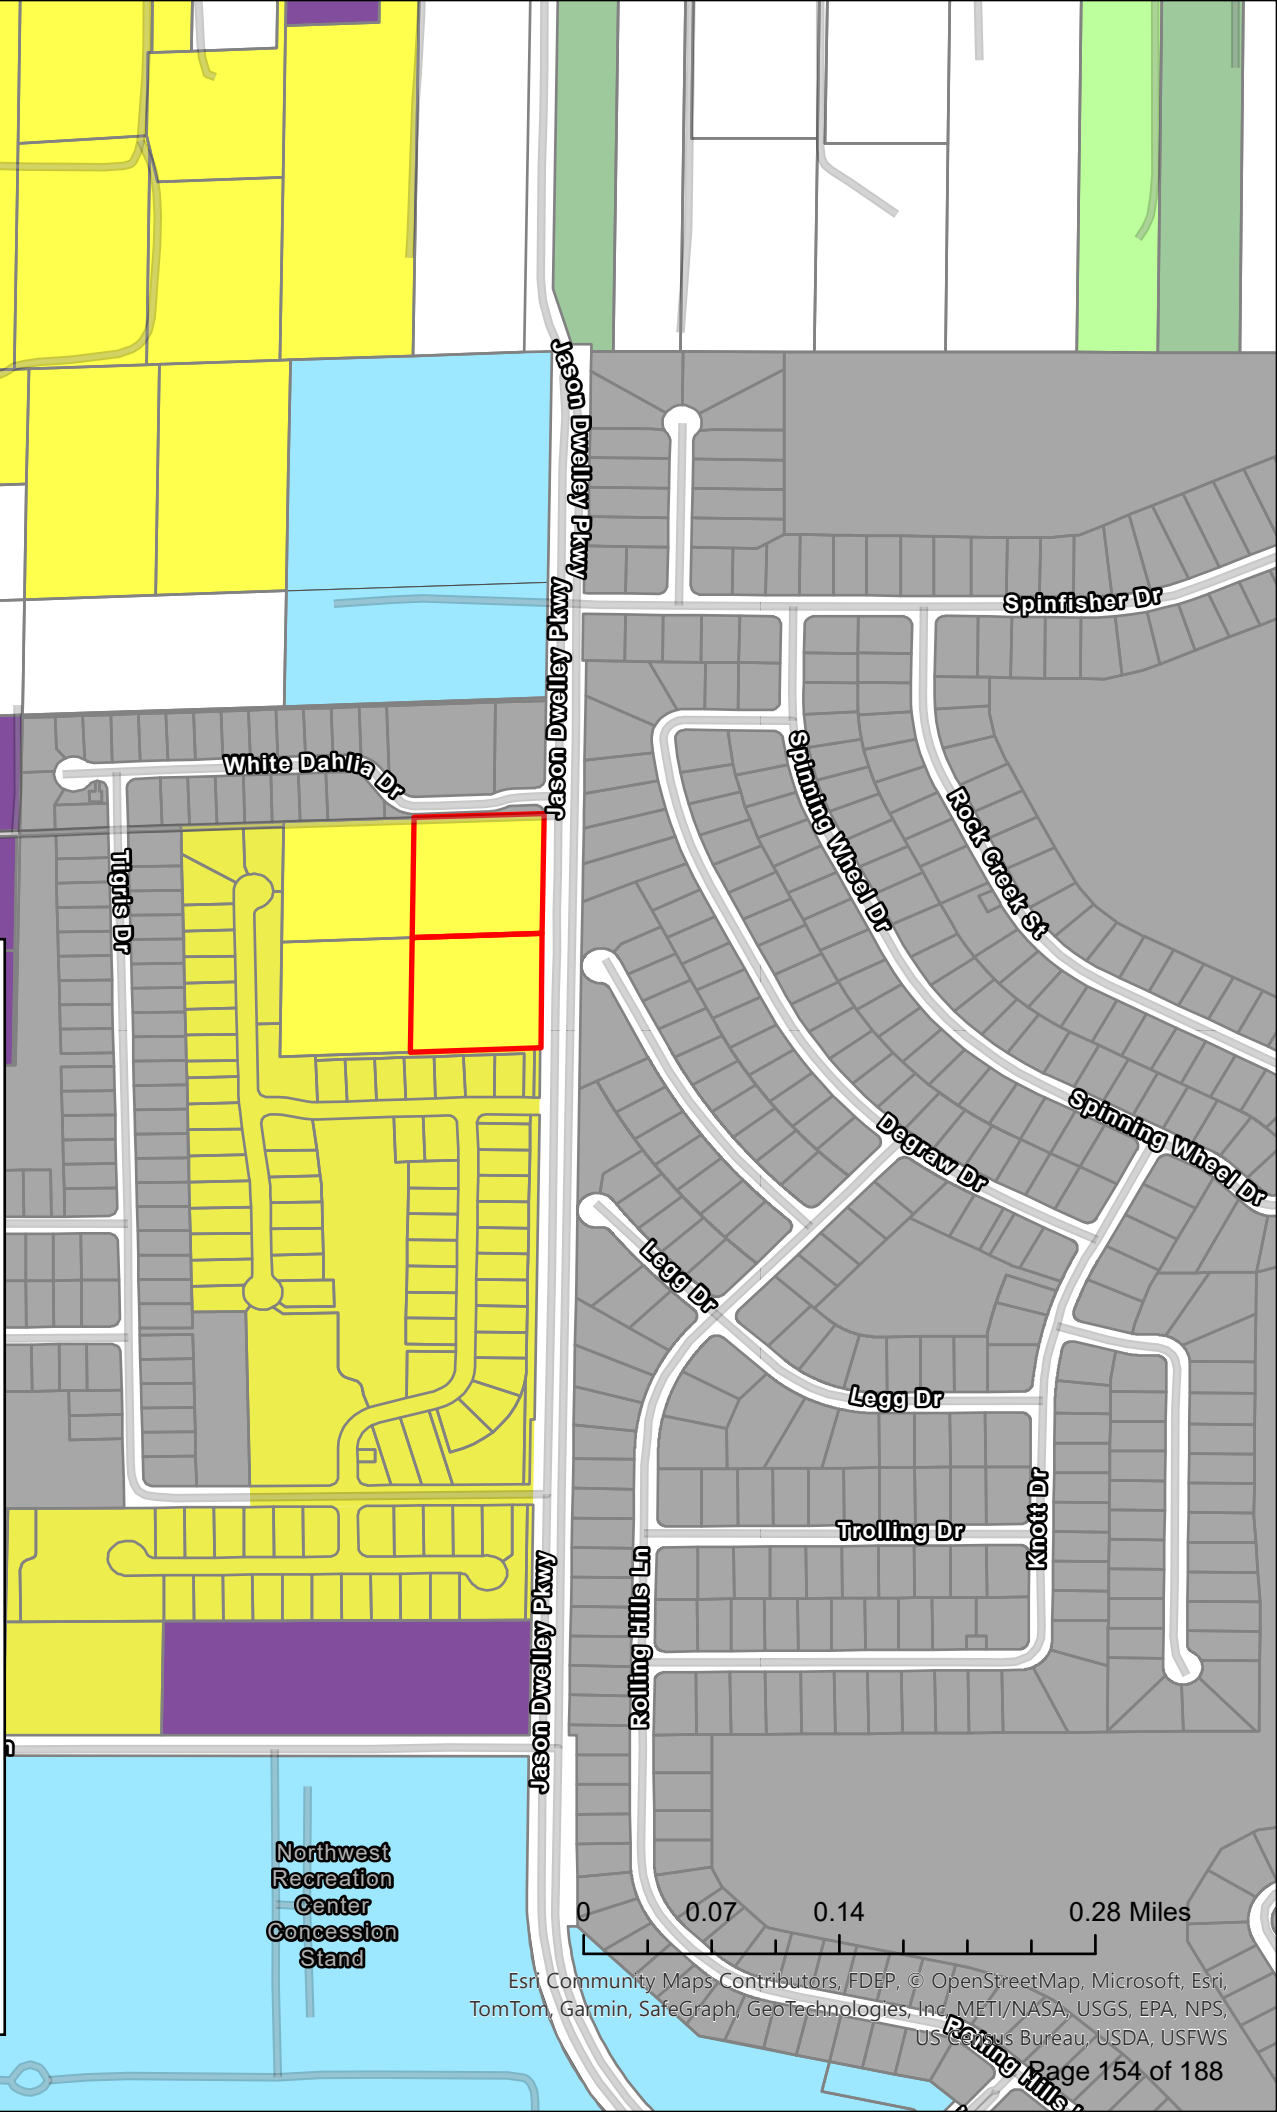 Jason Dwelley Pkwy
Spinfisher Dr
Jason Dwelley Pkwy
White Dahlia Dr
Spinning Wheel Dr
Rock Creek St
Tigris Dr
Spinning Wheel Dr
Degraw Dr
Legg Dr
Legg Dr
Knott Dr
Trolling Dr
Rolling Hills Ln
Jason Dwelley Pkwy
n
Northwest
Recreation
Center
Concession
Stand
0 0.07 0.14 0.28 Miles
Esri Community Maps Contributors, FDEP, © OpenStreetMap, Microsoft, Esri,
TomTom, Garmin, SafeGraph, GeoTechnologies, Inc, METI/NASA, USGS, EPA, NPS,
US Census Bureau, USDA, USFWS
Rolling Hills
Page 154 of 188